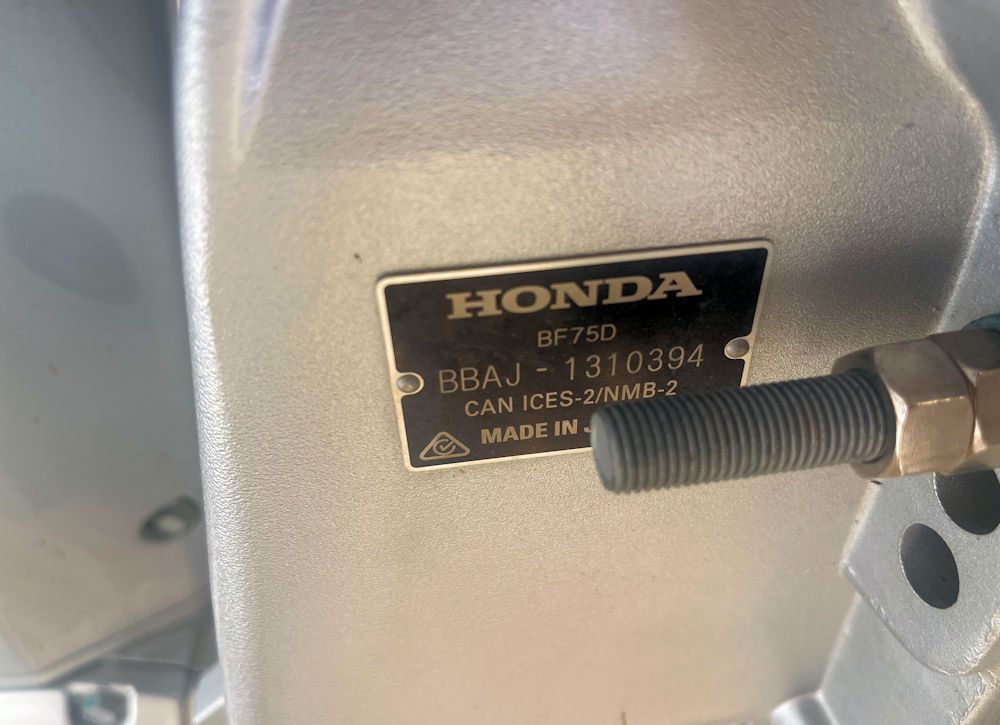 HONDA
BF75D
BBAJ - 1310394
CAN ICES-2/NMB-2
MADE IN